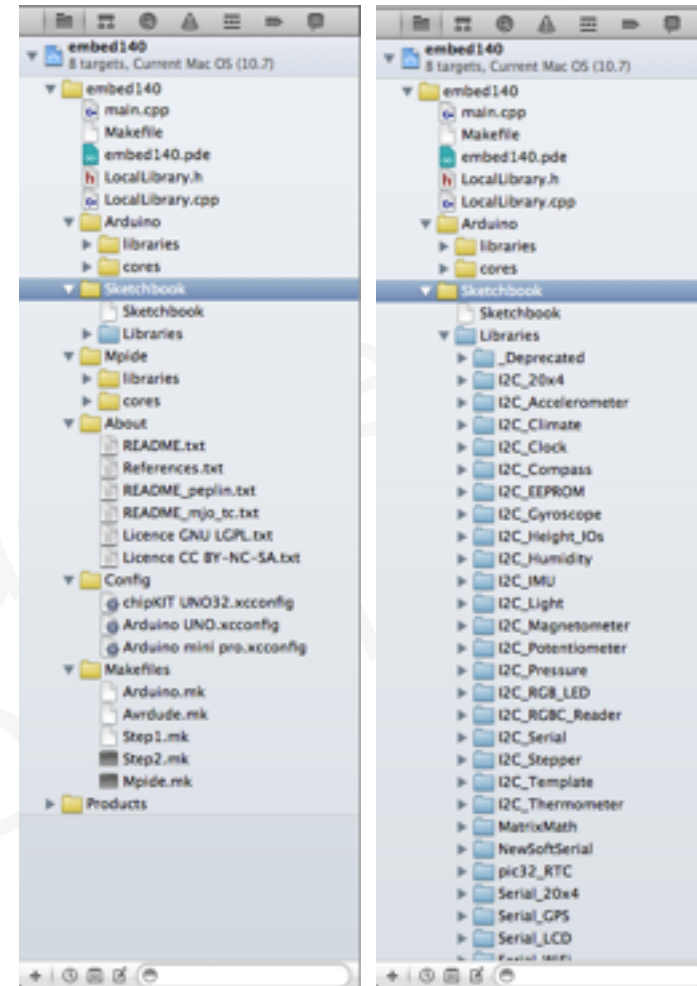 embed140
8 targets, Current Mac OS (10.7)
embed140
main.cpp
Makefile
embed140.pde
LocalLibrary.h
LocalLibrary.cpp
Arduino
libraries
cores
Sketchbook
Sketchbook
Libraries
Mpide
libraries
cores
About
README.txt
References.txt
README_peplin.txt
README_mjo_tc.txt
Licence GNU LGPL.txt
Licence CC BY-NC-SA.txt
Config
chipKIT UNO32.xcconfig
Arduino UNO.xcconfig
Arduino mini pro.xcconfig
Makefiles
Arduino.mk
Avrdude.mk
Step1.mk
Step2.mk
Mpide.mk
Products
embed140
8 targets, Current Mac OS (10.7)
embed140
main.cpp
Makefile
embed140.pde
LocalLibrary.h
LocalLibrary.cpp
Arduino
libraries
cores
Sketchbook
Sketchbook
Libraries
_Deprecated
I2C_20x4
I2C_Accelerometer
I2C_Climate
I2C_Clock
I2C_Compass
I2C_EEPROM
I2C_Gyroscope
I2C_Height_IOs
I2C_Humidity
I2C_IMU
I2C_Light
I2C_Magnetometer
I2C_Potentiometer
I2C_Pressure
I2C_RGB_LED
I2C_RGBC_Reader
I2C_Serial
I2C_Stepper
I2C_Template
I2C_Thermometer
MatrixMath
NewSoftSerial
pic32_RTC
Serial_20x4
Serial_GPS
Serial_LCD